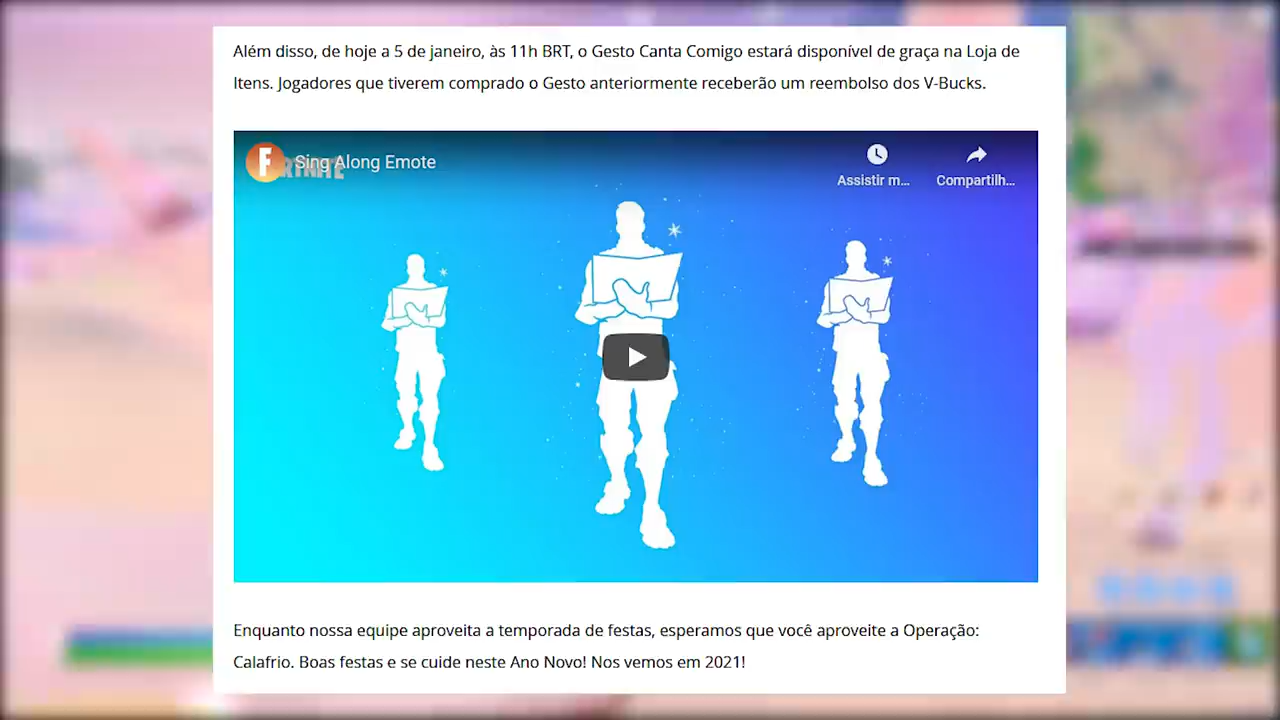 Além disso, de hoje a 5 de janeiro, às 11h BRT, o Gesto Canta Comigo estará disponível de graça na Loja de
Itens. Jogadores que tiverem comprado o Gesto anteriormente receberão um reembolso dos V-Bucks.
Sing Along Emote
Assistir m...
Compartilh...
Enquanto nossa equipe aproveita a temporada de festas, esperamos que você aproveite a Operação:
Calafrio. Boas festas e se cuide neste Ano Novo! Nos vemos em 2021!